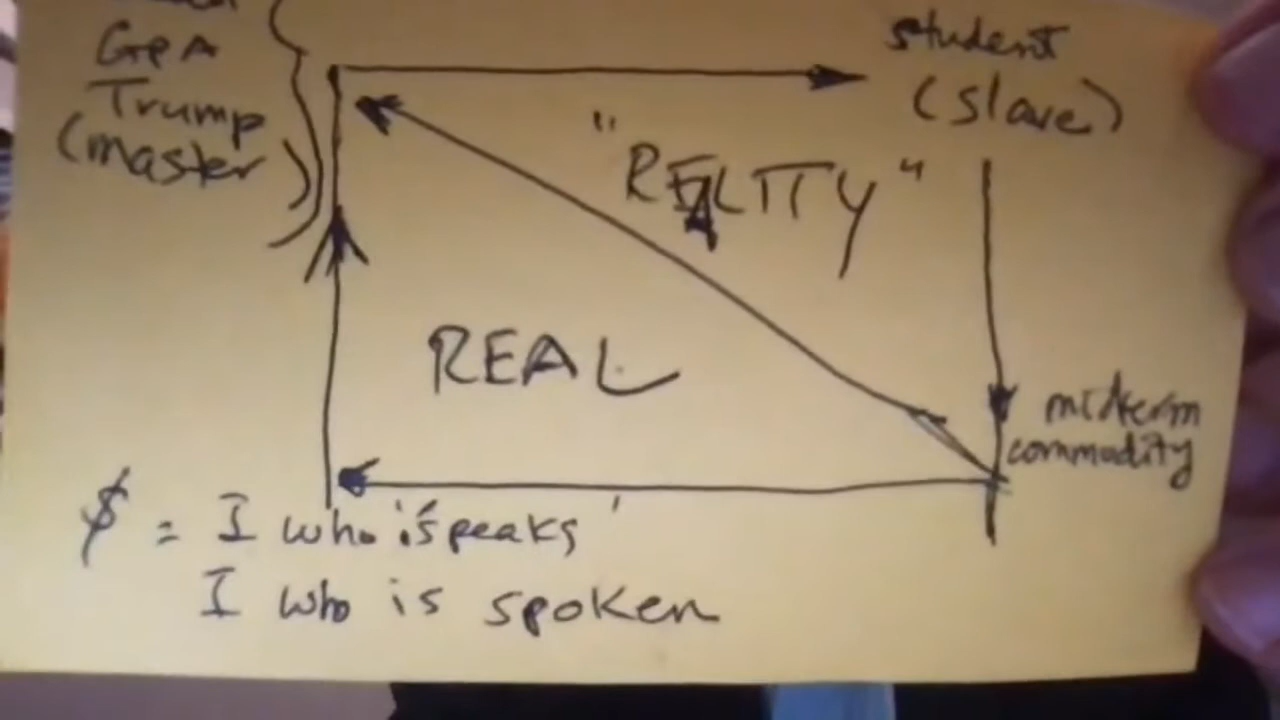 GPA
Trump
(master)
student
(slave)
"REALITY"
REAL
midterm
commodity
$ = I who 'speaks'
I who is spoken